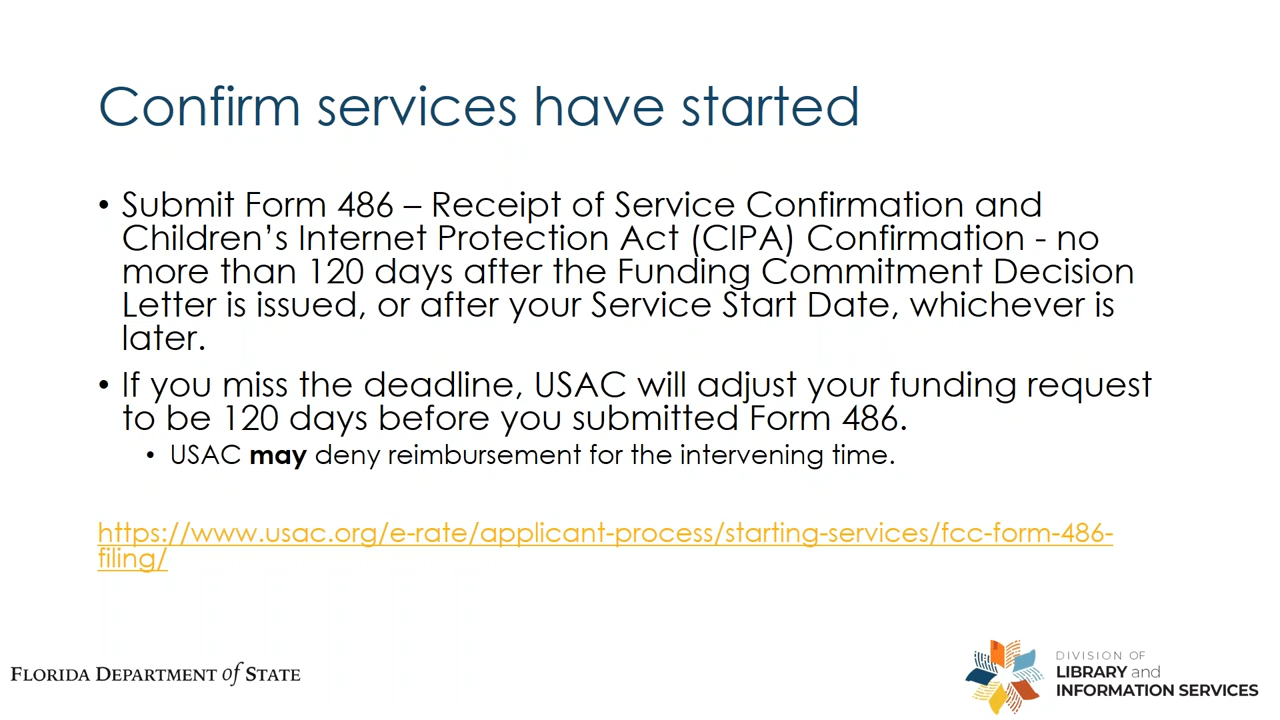 Confirm services have started
• Submit Form 486 – Receipt of Service Confirmation and
Children’s Internet Protection Act (CIPA) Confirmation - no
more than 120 days after the Funding Commitment Decision
Letter is issued, or after your Service Start Date, whichever is
later.
• If you miss the deadline, USAC will adjust your funding request
to be 120 days before you submitted Form 486.
• USAC may deny reimbursement for the intervening time.
https://www.usac.org/e-rate/applicant-process/starting-services/fcc-form-486-
filing/
FLORIDA DEPARTMENT of STATE
DIVISION OF
LIBRARY and
INFORMATION SERVICES